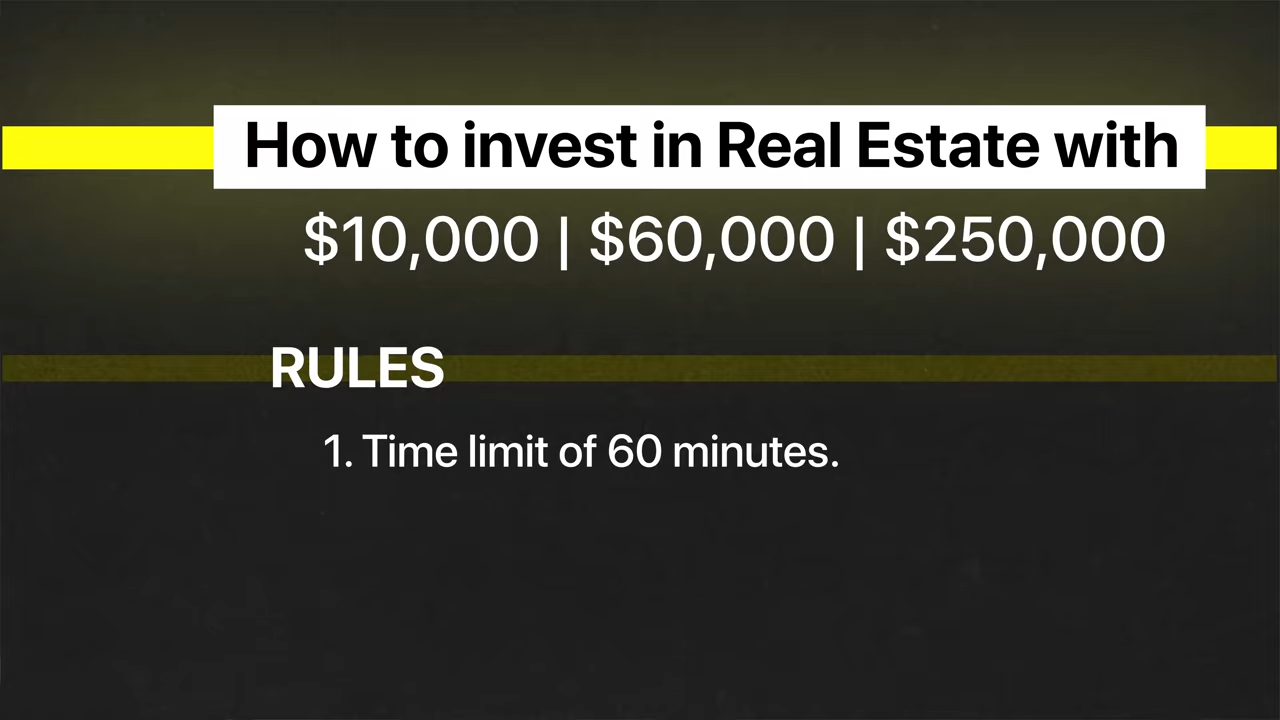 How to invest in Real Estate with
$10,000 | $60,000 | $250,000
RULES
1. Time limit of 60 minutes.